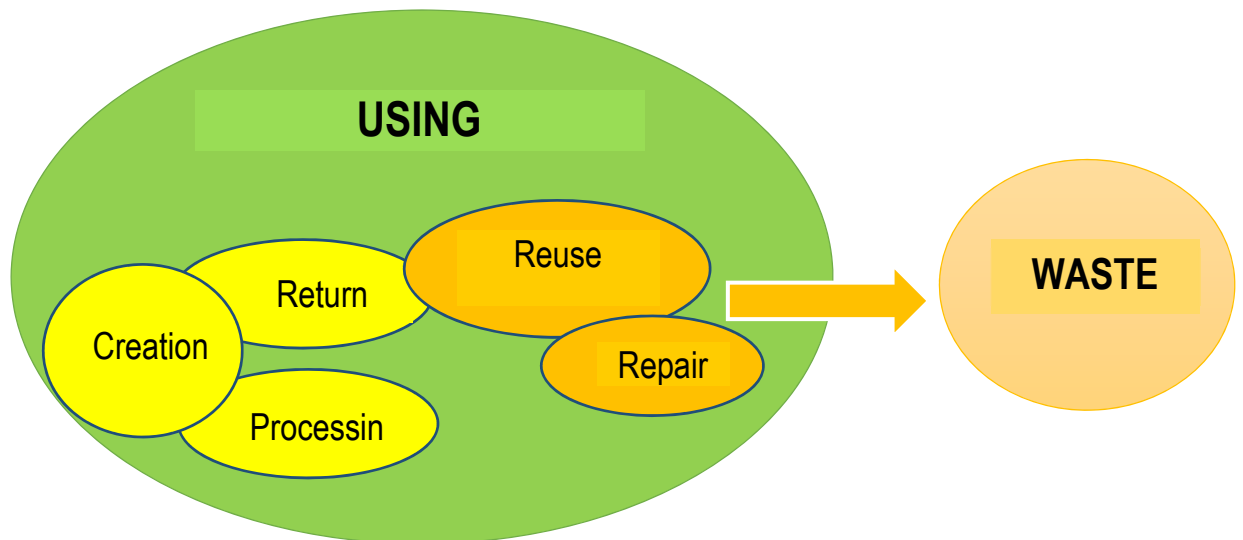 USING
Reuse
Return
Creation
Repair
Processin
WASTE